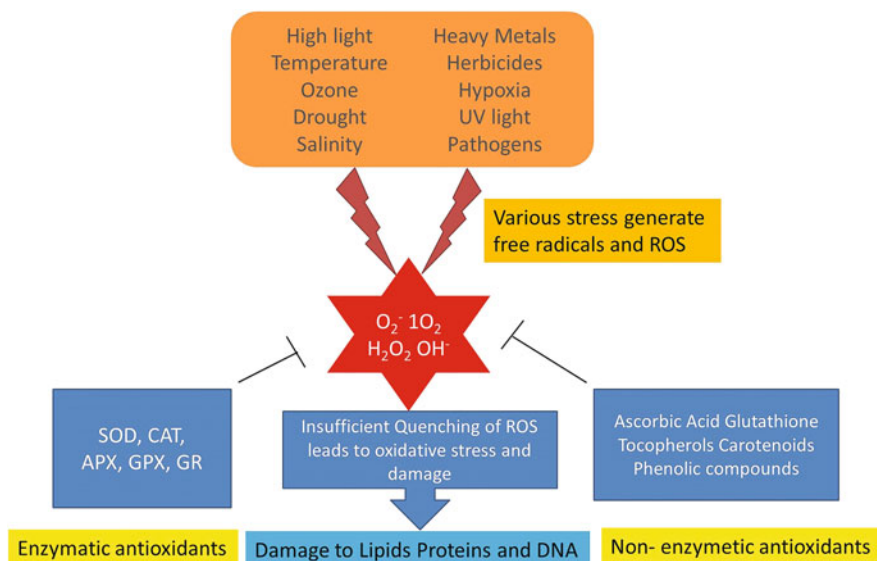 High light
Temperature
Ozone
Drought
Salinity
Heavy Metals
Herbicides
Hypoxia
UV light
Pathogens
Various stress generate
free radicals and ROS
O₂⁻ 1O₂
H₂O₂ OH⁻
SOD, CAT,
APX, GPX, GR
Insufficient Quenching of ROS
leads to oxidative stress and
damage
Ascorbic Acid Glutathione
Tocopherols Carotenoids
Phenolic compounds
Enzymatic antioxidants
Damage to Lipids Proteins and DNA
Non- enzymetic antioxidants